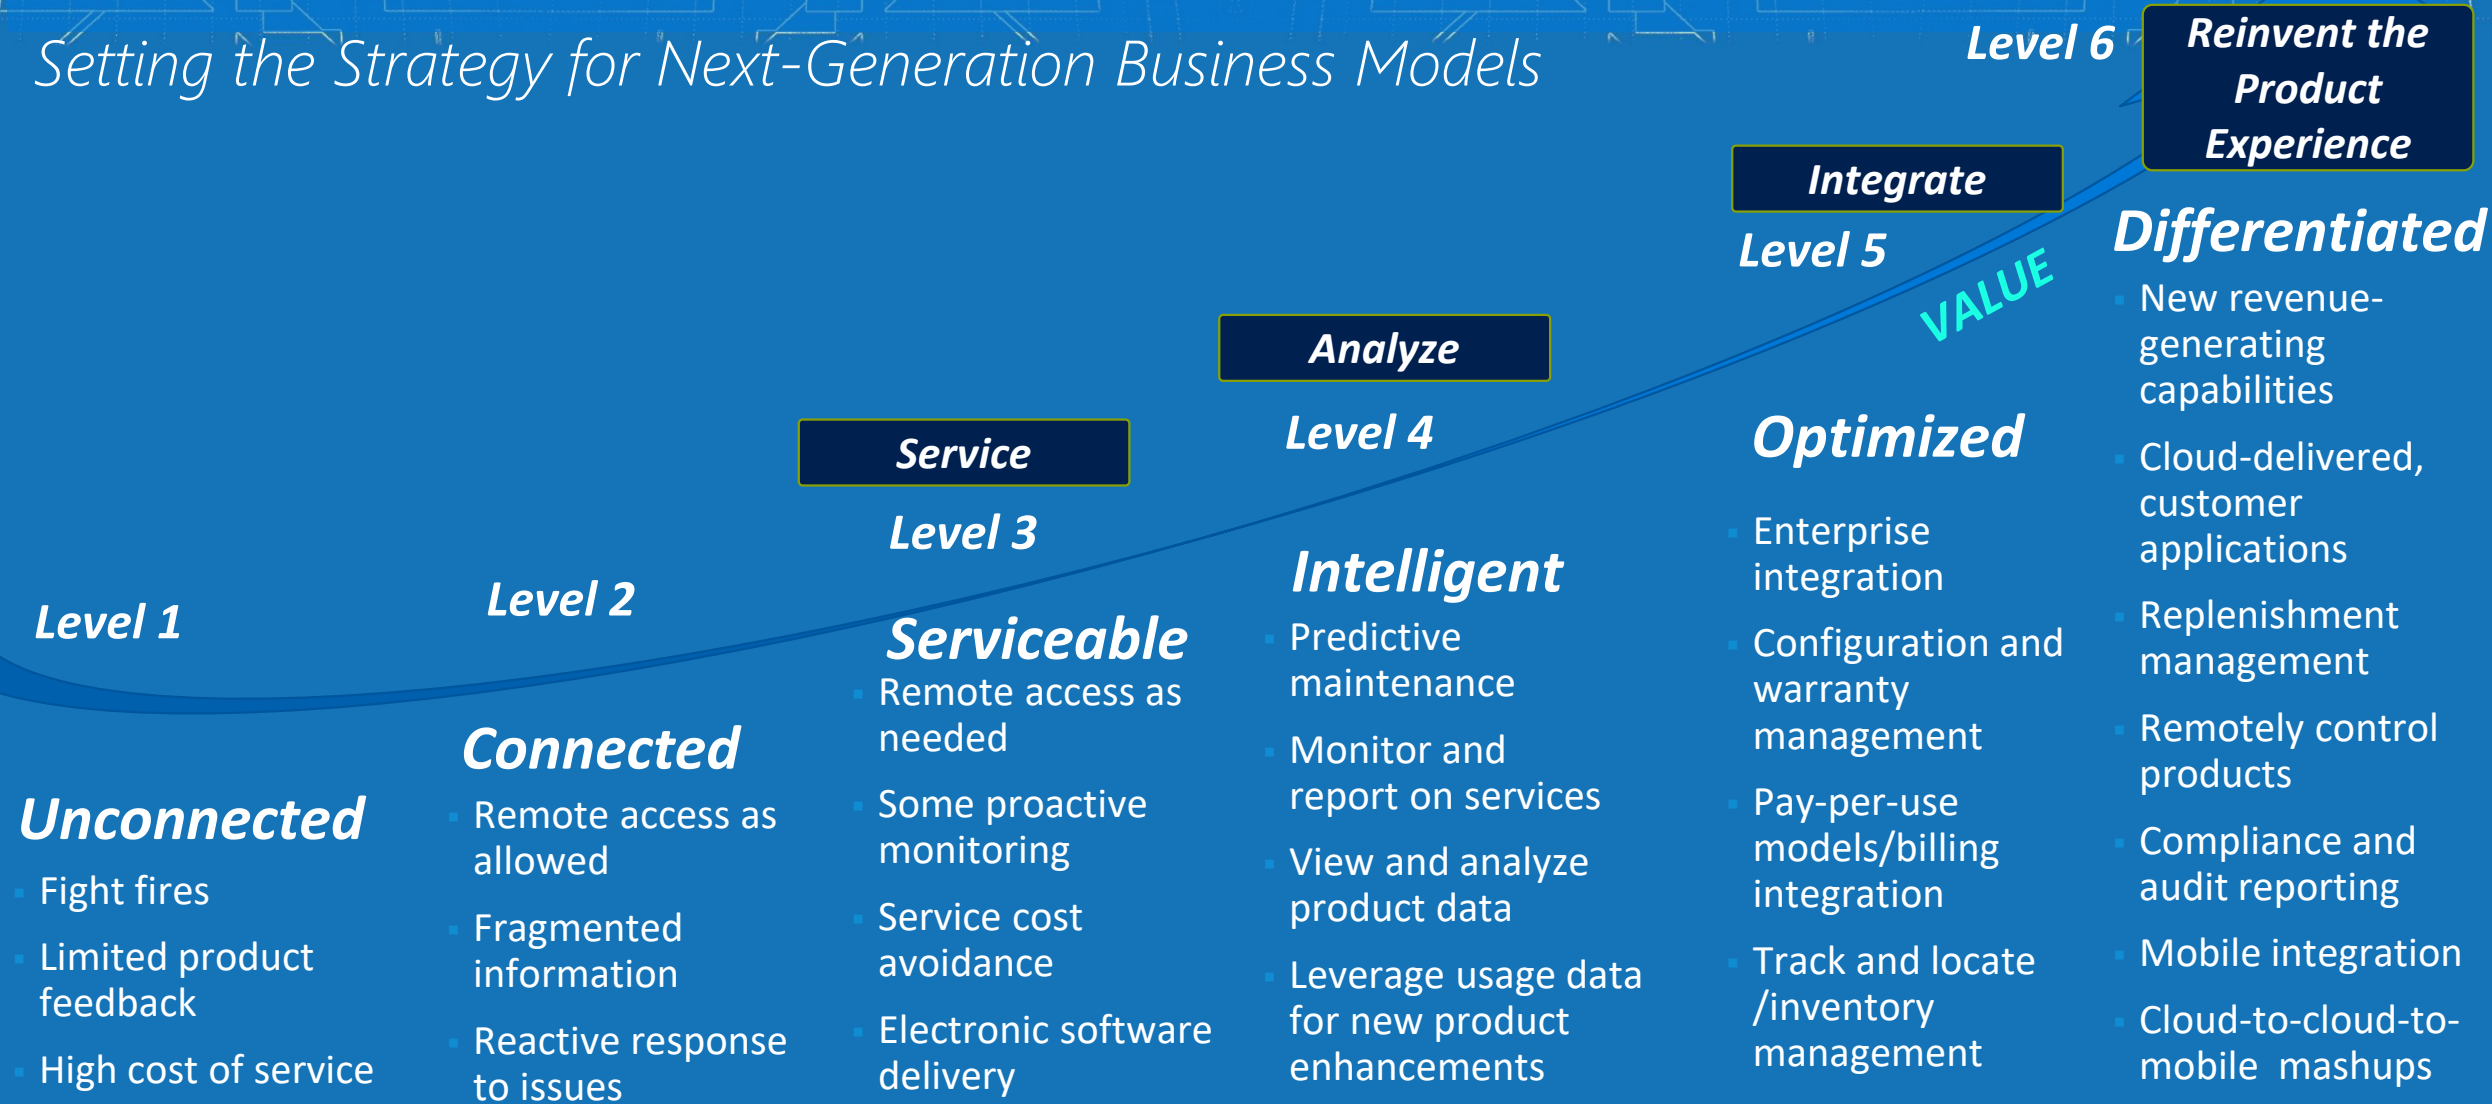 Setting the Strategy for Next-Generation Business Models
Level 1
Unconnected
Fight fires
Limited product
feedback
High cost of service
Level 2
Connected
Remote access as
allowed
Fragmented
information
Reactive response
to issues
Service
Level 3
Serviceable
Remote access as
needed
Some proactive
monitoring
Service cost
avoidance
Electronic software
delivery
Analyze
Level 4
Intelligent
Predictive
maintenance
Monitor and
report on services
View and analyze
product data
Leverage usage data
for new product
enhancements
Integrate
Level 5
VALUE
Optimized
Enterprise
integration
Configuration and
warranty
management
Pay-per-use
models/billing
integration
Track and locate
/inventory
management
Level 6
Reinvent the
Product
Experience
Differentiated
New revenue-
generating
capabilities
Cloud-delivered,
customer
applications
Replenishment
management
Remotely control
products
Compliance and
audit reporting
Mobile integration
Cloud-to-cloud-to-
mobile mashups